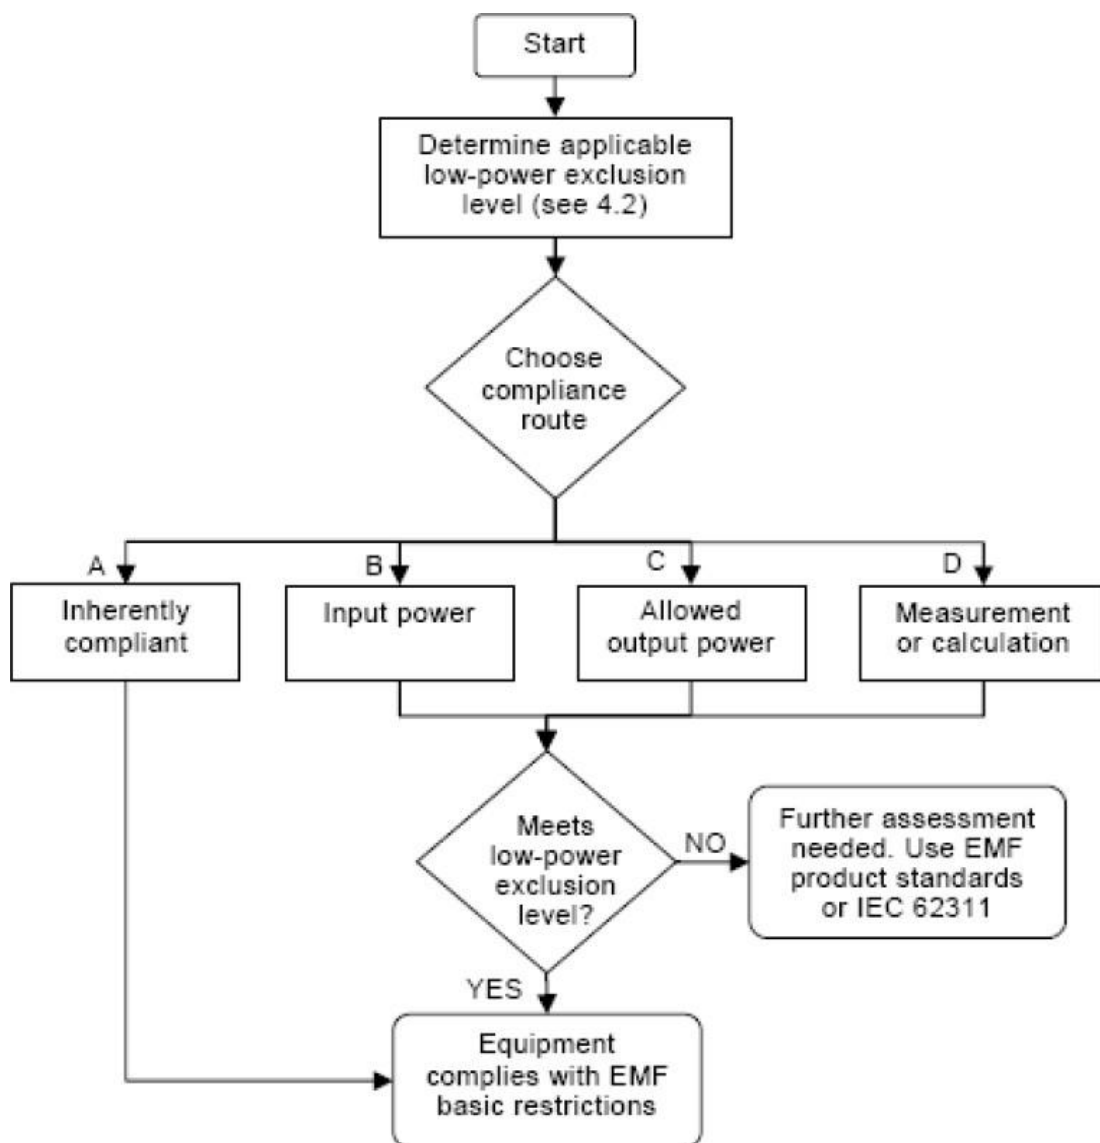 Start
Determine applicable
low-power exclusion
level (see 4.2)
Choose
compliance
route
A
B
C
D
Inherently
compliant
Input power
Allowed
output power
Measurement
or calculation
Meets
low-power
exclusion
level?
NO
Further assessment
needed. Use EMF
product standards
or IEC 62311
YES
Equipment
complies with EMF
basic restrictions